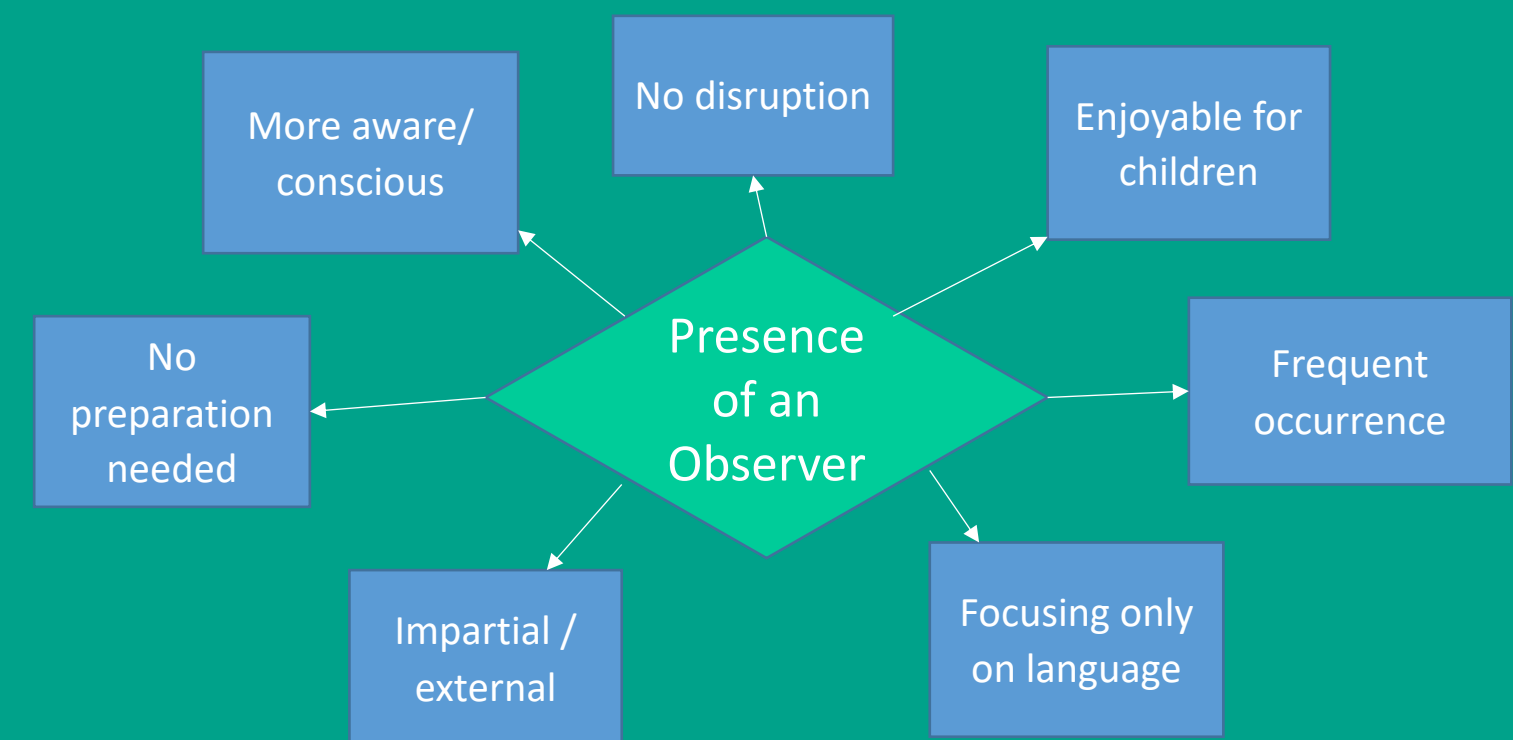 No disruption
More aware/
conscious
Enjoyable for
children
Presence
of an
Observer
No
preparation
needed
Frequent
occurrence
Impartial /
external
Focusing only
on language